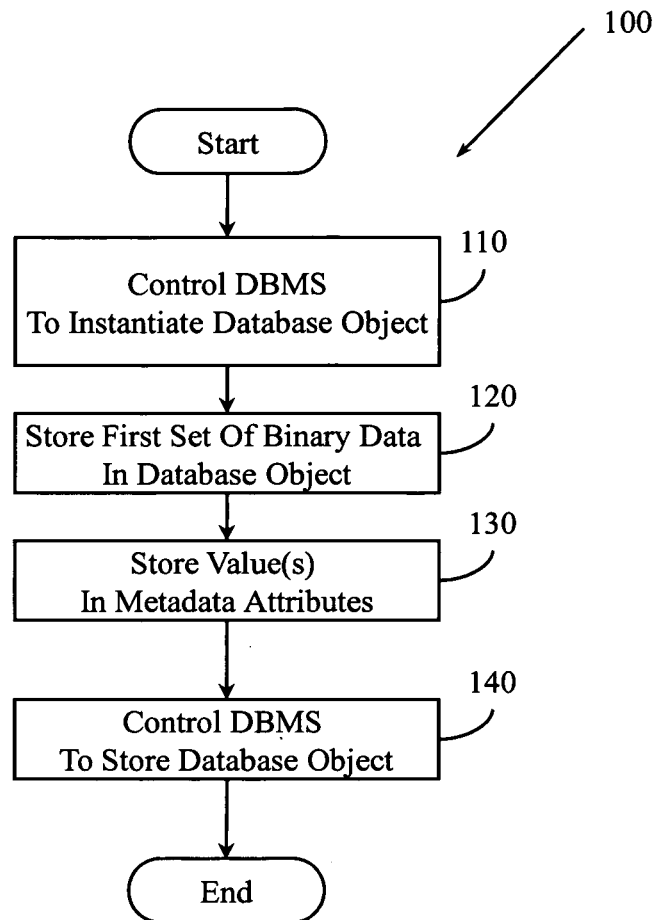 100
Start
110
Control DBMS
To Instantiate Database Object
120
Store First Set Of Binary Data
In Database Object
130
Store Value(s)
In Metadata Attributes
140
Control DBMS
To Store Database Object
End